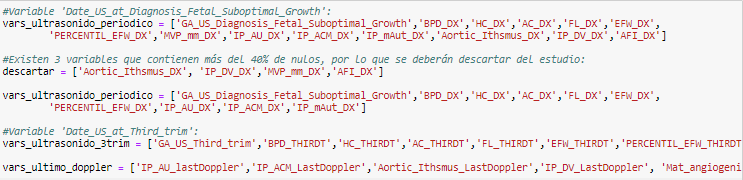 #Variable 'Date_US_at_Diagnosis_Fetal_Suboptimal_Growth':
vars_ultrasonido_periodico = ['GA_US_Diagnosis_Fetal_Suboptimal_Growth','BPD_DX','HC_DX','AC_DX','FL_DX','EFW_DX',
'PERCENTIL_EFW_DX','MVP_mm_DX','IP_AU_DX','IP_ACM_DX','IP_mAut_DX','Aortic_Ithsmus_DX','IP_DV_DX','AFI_DX']
#Existen 3 variables que contienen más del 40% de nulos, por lo que se deberán descartar del estudio:
descartar = ['Aortic_Ithsmus_DX', 'IP_DV_DX','MVP_mm_DX','AFI_DX']
vars_ultrasonido_periodico = ['GA_US_Diagnosis_Fetal_Suboptimal_Growth','BPD_DX','HC_DX','AC_DX','FL_DX','EFW_DX',
'PERCENTIL_EFW_DX','IP_AU_DX','IP_ACM_DX','IP_mAut_DX']
#Variable 'Date_US_at_Third_trim':
vars_ultrasonido_3trim = ['GA_US_Third_trim','BPD_THIRDT','HC_THIRDT','AC_THIRDT','FL_THIRDT','EFW_THIRDT','PERCENTIL_EFW_THIRDT
vars_ultimo_doppler = ['IP_AU_lastDoppler','IP_ACM_LastDoppler','Aortic_Ithsmus_LastDoppler','IP_DV_LastDoppler', 'Mat_angiogeni